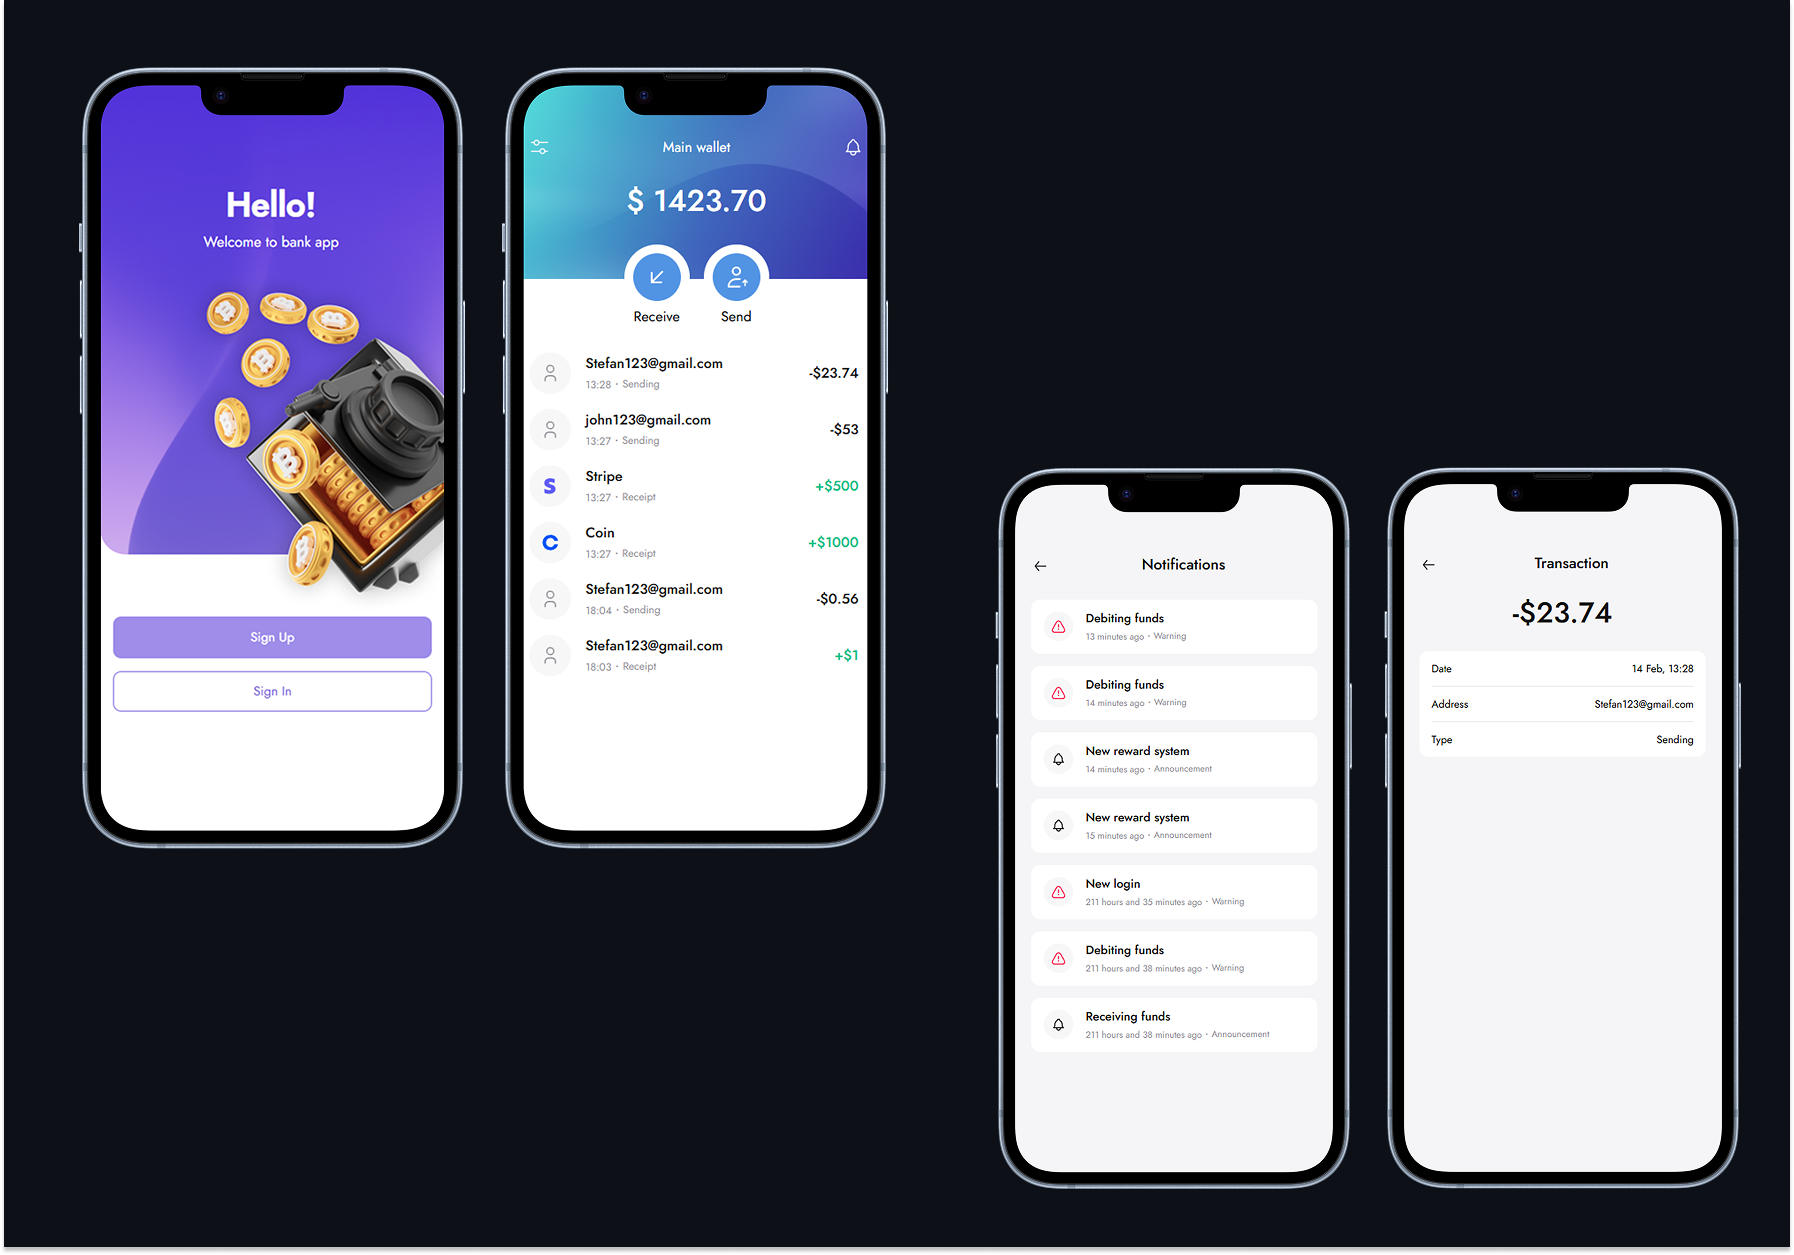 Hello!
Welcome to bank app
Sign Up
Sign In
Main wallet
$ 1423.70
Receive
Send
Stefan123@gmail.com
13:28 · Sending
-$23.74
john123@gmail.com
13:27 · Sending
-$53
S
Stripe
13:27 · Receipt
+$500
C
Coin
13:27 · Receipt
+$1000
Stefan123@gmail.com
18:04 · Sending
-$0.56
Stefan123@gmail.com
18:03 · Receipt
+$1
Notifications
Debiting funds
13 minutes ago · Warning
Debiting funds
14 minutes ago · Warning
New reward system
14 minutes ago · Announcement
New reward system
15 minutes ago · Announcement
New login
211 hours and 35 minutes ago · Warning
Debiting funds
211 hours and 38 minutes ago · Warning
Receiving funds
211 hours and 38 minutes ago · Announcement
Transaction
-$23.74
Date 14 Feb, 13:28
Address Stefan123@gmail.com
Type Sending